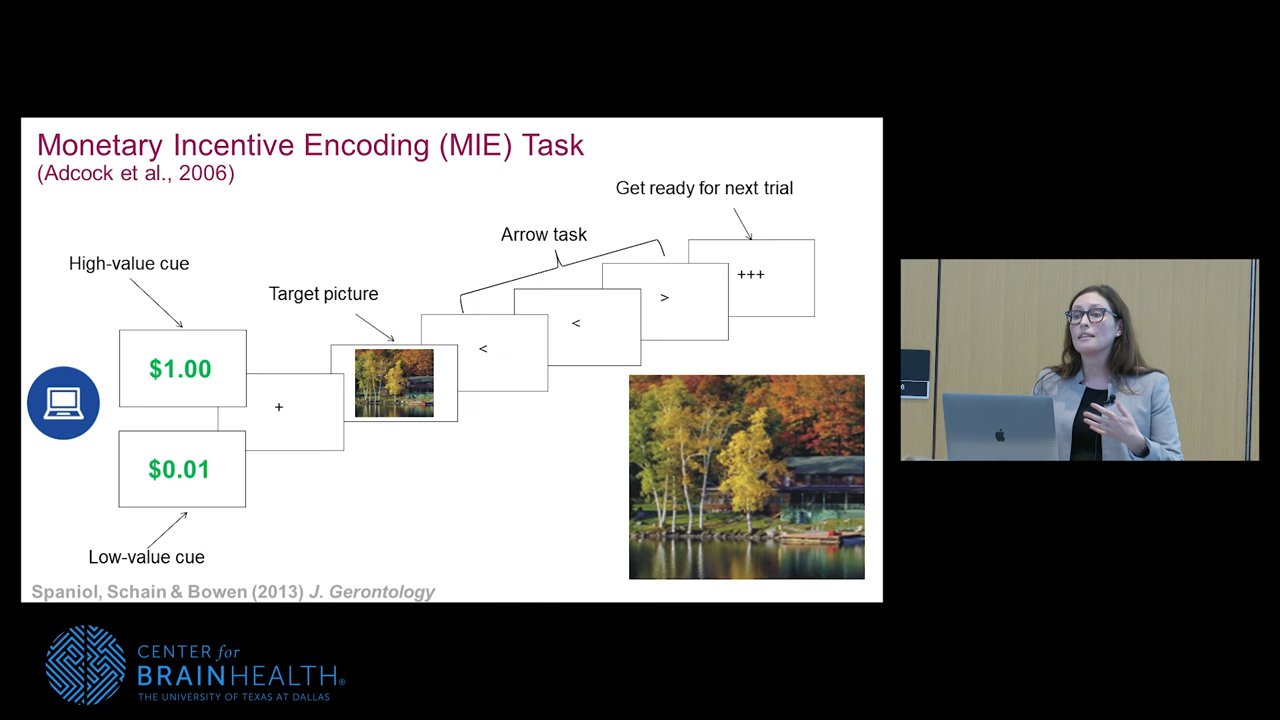 Monetary Incentive Encoding (MIE) Task
(Adcock et al., 2006)
Get ready for next trial
Arrow task
High-value cue
Target picture
+++
>
<
<
$1.00
+
$0.01
Low-value cue
Spaniol, Schain & Bowen (2013) J. Gerontology
6
CENTER for
BRAINHEALTH®
THE UNIVERSITY OF TEXAS AT DALLAS